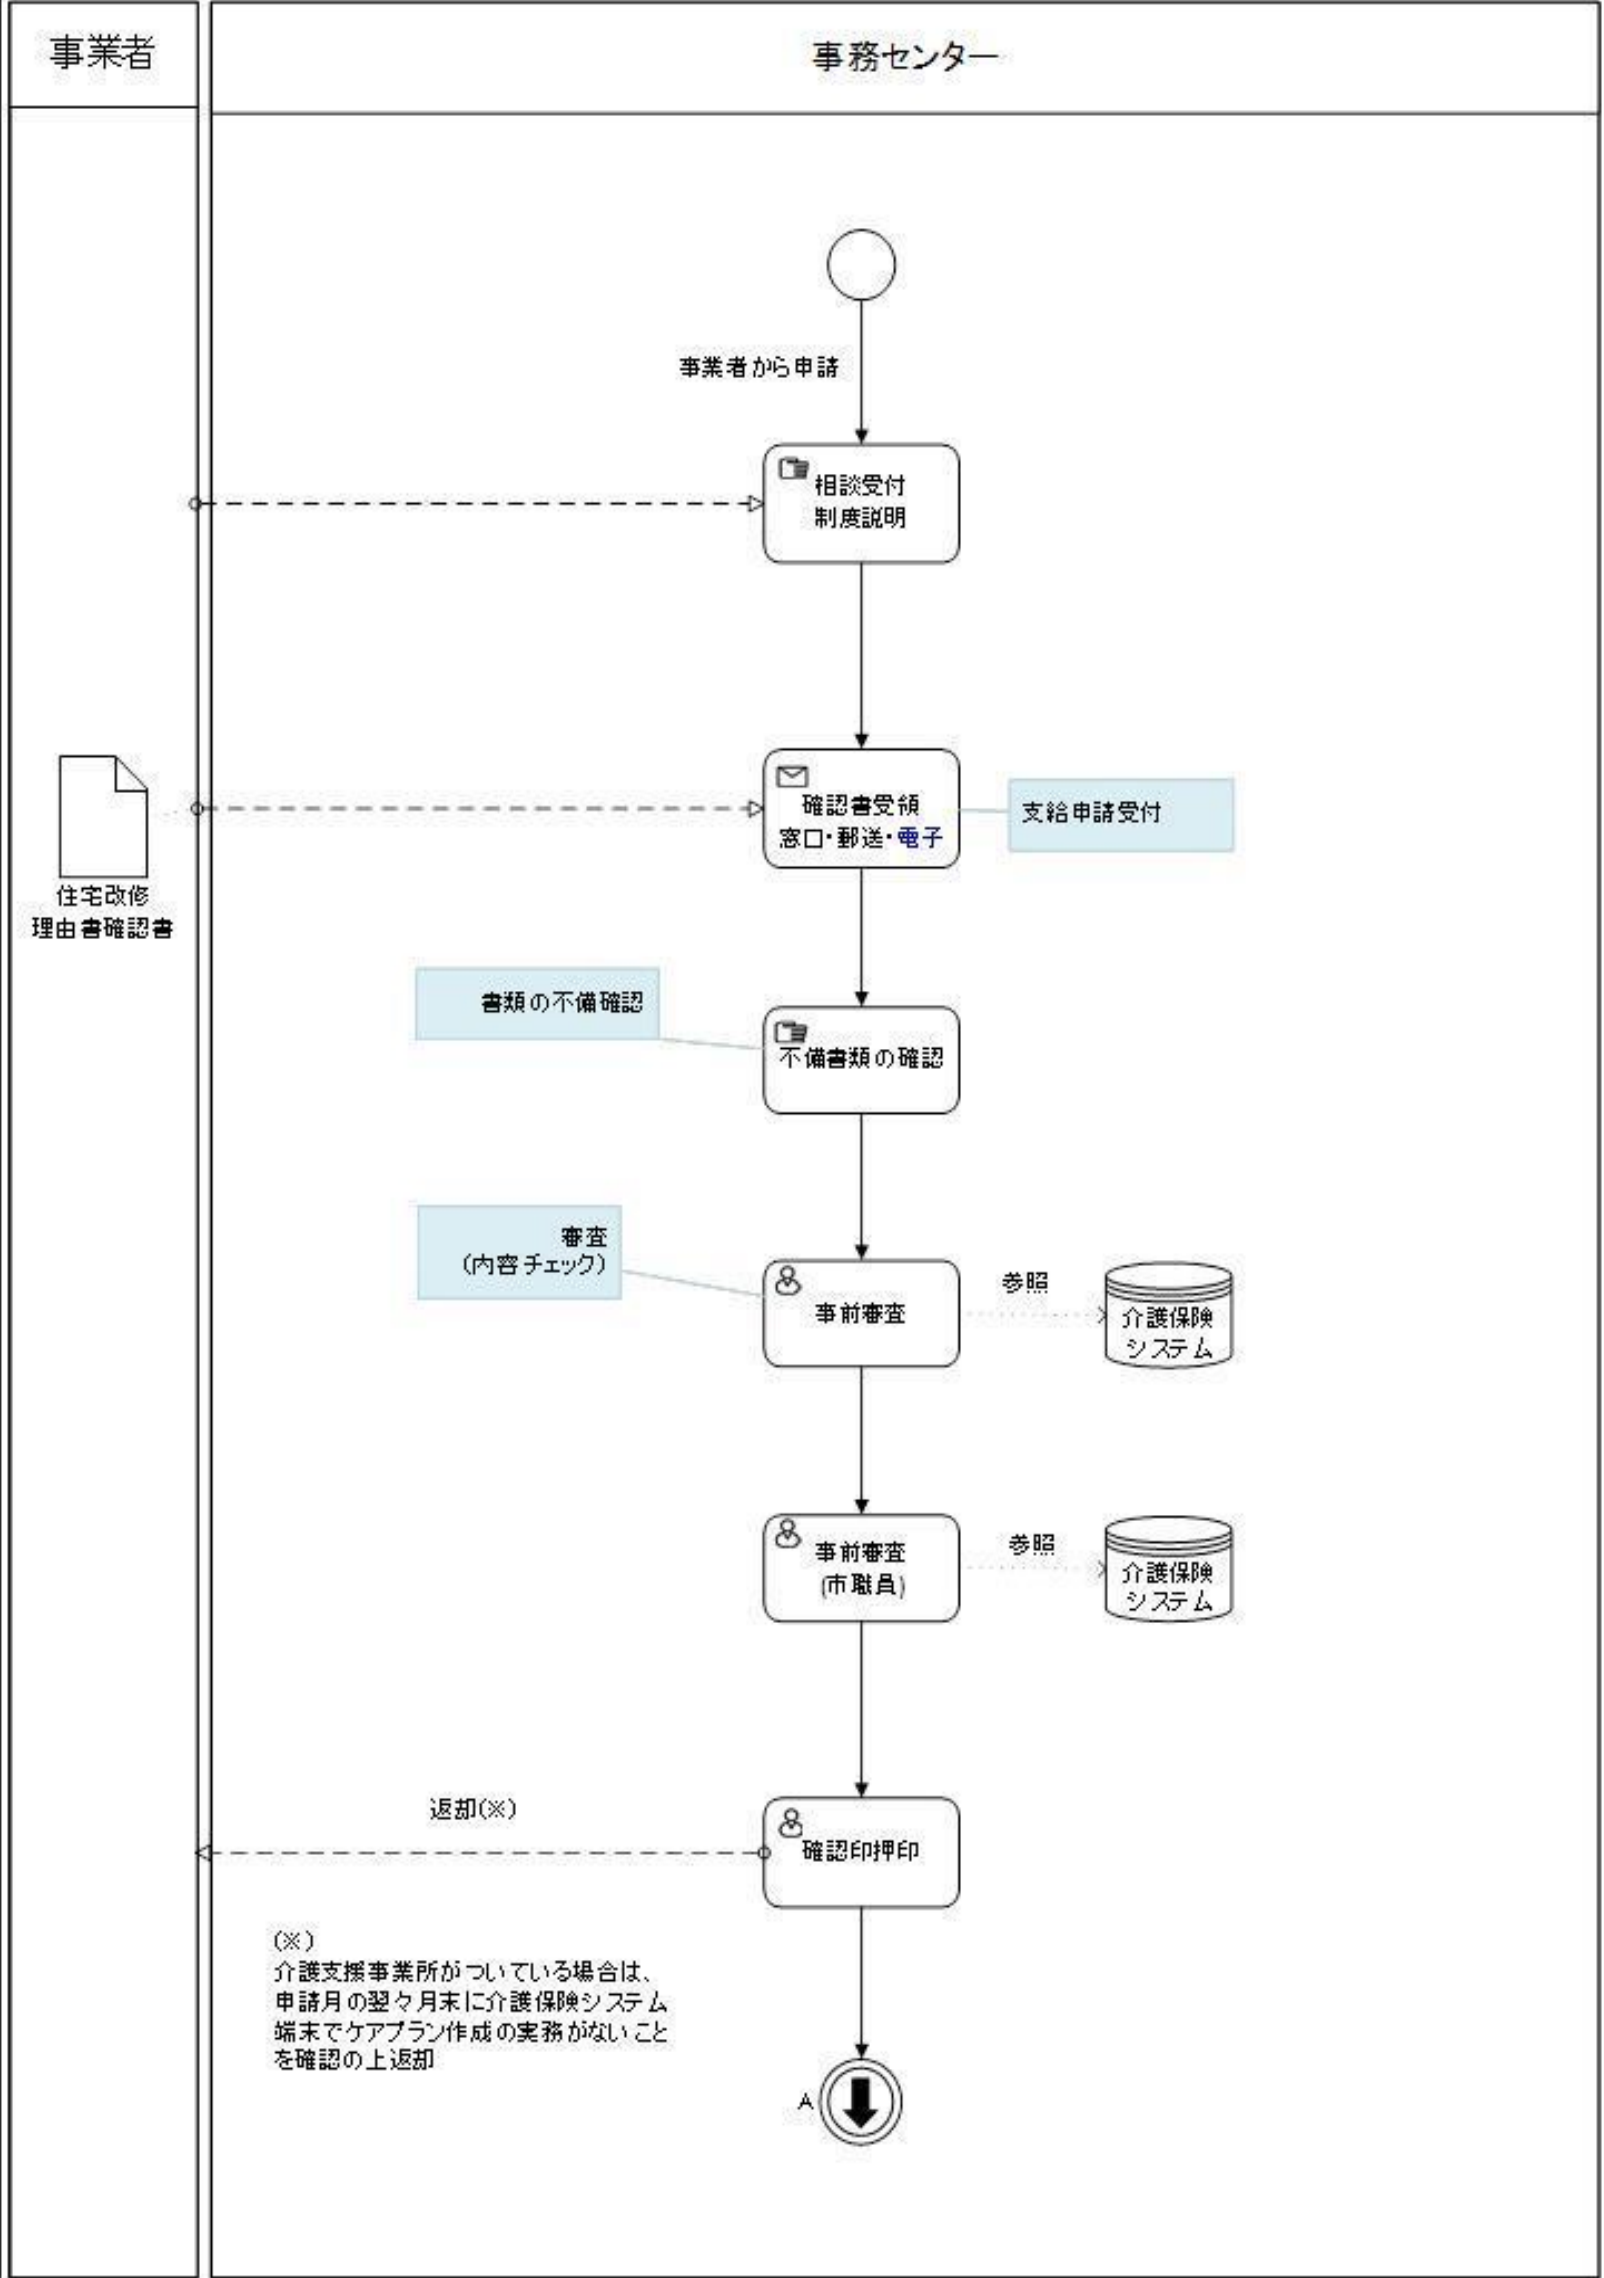 事業者
事務センター
事業者から申請
相談受付
制度説明
確認書受領
窓口・郵送・電子
支給申請受付
住宅改修
理由書確認書
書類の不備確認
不備書類の確認
審査
(内容チェック)
事前審査
参照
介護保険
システム
事前審査
(市職員)
参照
介護保険
システム
返却(※)
確認印押印
(※)
介護支援事業所がついている場合は、
申請月の翌々月末に介護保険システム
端末でケアプラン作成の実務がないこと
を確認の上返却
A